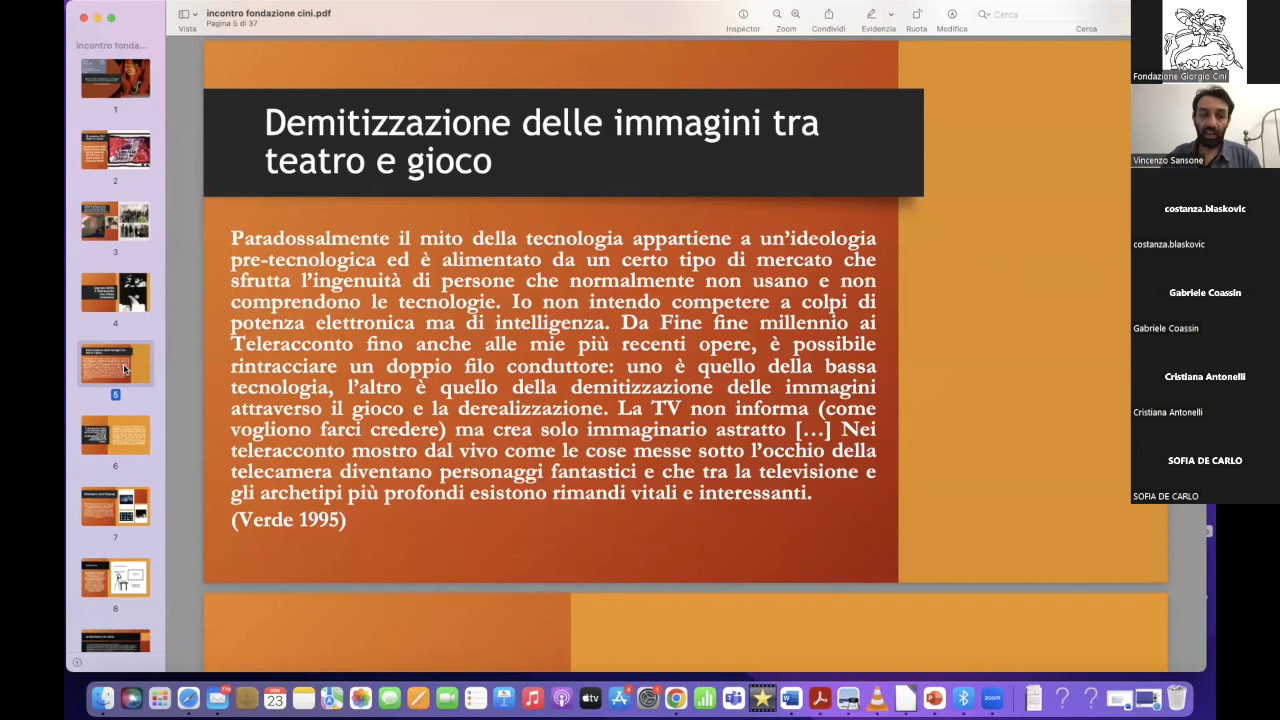 incontro fondazione cini.pdf
Pagina 5 di 37
Vista
Inspector
Zoom
Condividi
Evidenzia
Ruota
Modifica
Cerca
Cerca
incontro fonda...
1
2
3
4
5
6
7
8
Demitizzazione delle immagini tra
teatro e gioco
Paradossalmente il mito della tecnologia appartiene a un’ideologia
pre-tecnologica ed è alimentato da un certo tipo di mercato che
sfrutta l’ingenuità di persone che normalmente non usano e non
comprendono le tecnologie. Io non intendo competere a colpi di
potenza elettronica ma di intelligenza. Da Fine fine millennio ai
Teleracconto fino anche alle mie più recenti opere, è possibile
rintracciare un doppio filo conduttore: uno è quello della bassa
tecnologia, l’altro è quello della demitizzazione delle immagini
attraverso il gioco e la derealizzazione. La TV non informa (come
vogliono farci credere) ma crea solo immaginario astratto […] Nei
teleracconto mostro dal vivo come le cose messe sotto l’occhio della
telecamera diventano personaggi fantastici e che tra la televisione e
gli archetipi più profondi esistono rimandi vitali e interessanti.
(Verde 1995)
Fondazione Giorgio Cini
Vincenzo Sansone
costanza.blaskovic
costanza.blaskovic
Gabriele Coassin
Gabriele Coassin
Cristiana Antonelli
Cristiana Antonelli
SOFIA DE CARLO
SOFIA DE CARLO
NOV
23
tv
zoom